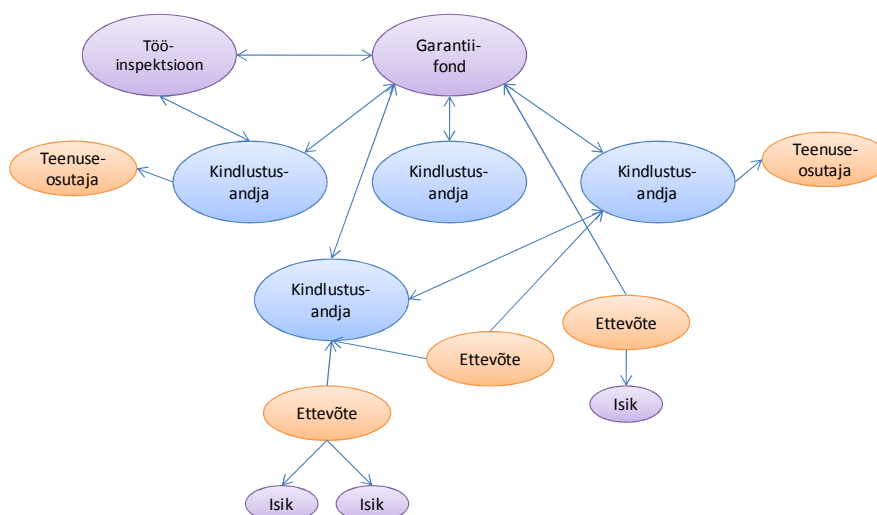 Töö-
inspektsioon
Garantii-
fond
Teenuse-
osutaja
Kindlustus-
andja
Kindlustus-
andja
Kindlustus-
andja
Teenuse-
osutaja
Kindlustus-
andja
Ettevõte
Ettevõte
Isik
Ettevõte
Isik
Isik